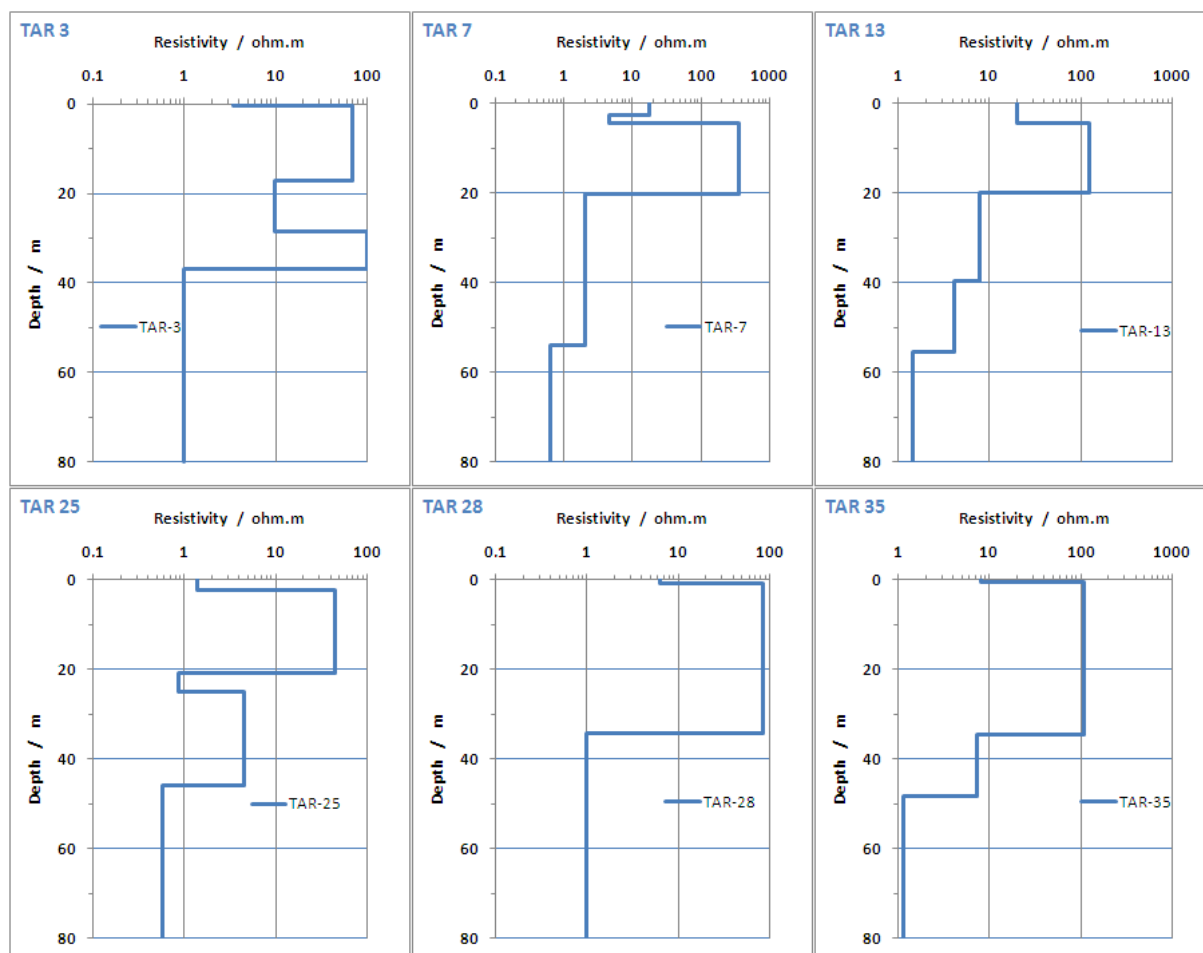 TAR 3
Resistivity / ohm.m
0.1 1 10 100
0
20
40
60
80
Depth / m
TAR-3
TAR 7
Resistivity / ohm.m
0.1 1 10 100 1000
0
20
40
60
80
Depth / m
TAR-7
TAR 13
Resistivity / ohm.m
1 10 100 1000
0
20
40
60
80
Depth / m
TAR-13
TAR 25
Resistivity / ohm.m
0.1 1 10 100
0
20
40
60
80
Depth / m
TAR-25
TAR 28
Resistivity / ohm.m
0.1 1 10 100
0
20
40
60
80
Depth / m
TAR-28
TAR 35
Resistivity / ohm.m
1 10 100 1000
0
20
40
60
80
Depth / m
TAR-35